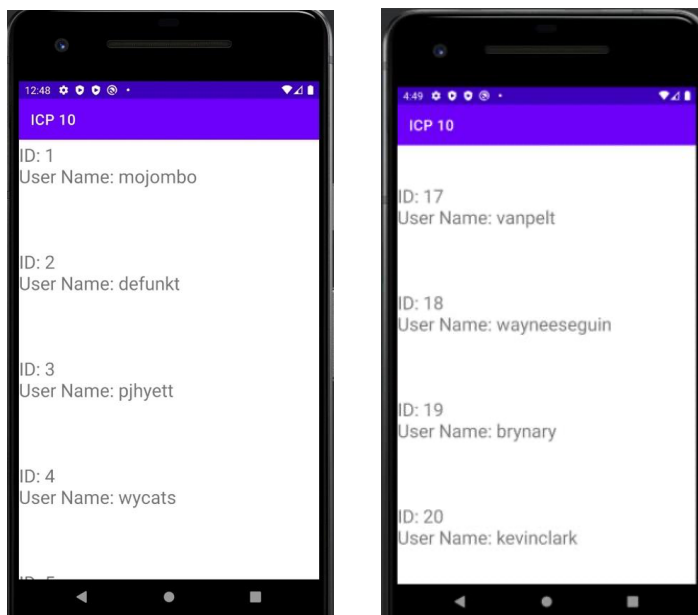 12:48
ICP 10
ID: 1
User Name: mojombo
ID: 2
User Name: defunkt
ID: 3
User Name: pjhyett
ID: 4
User Name: wycats
4:49
ICP 10
ID: 17
User Name: vanpelt
ID: 18
User Name: wayneeseguin
ID: 19
User Name: brynary
ID: 20
User Name: kevinclark